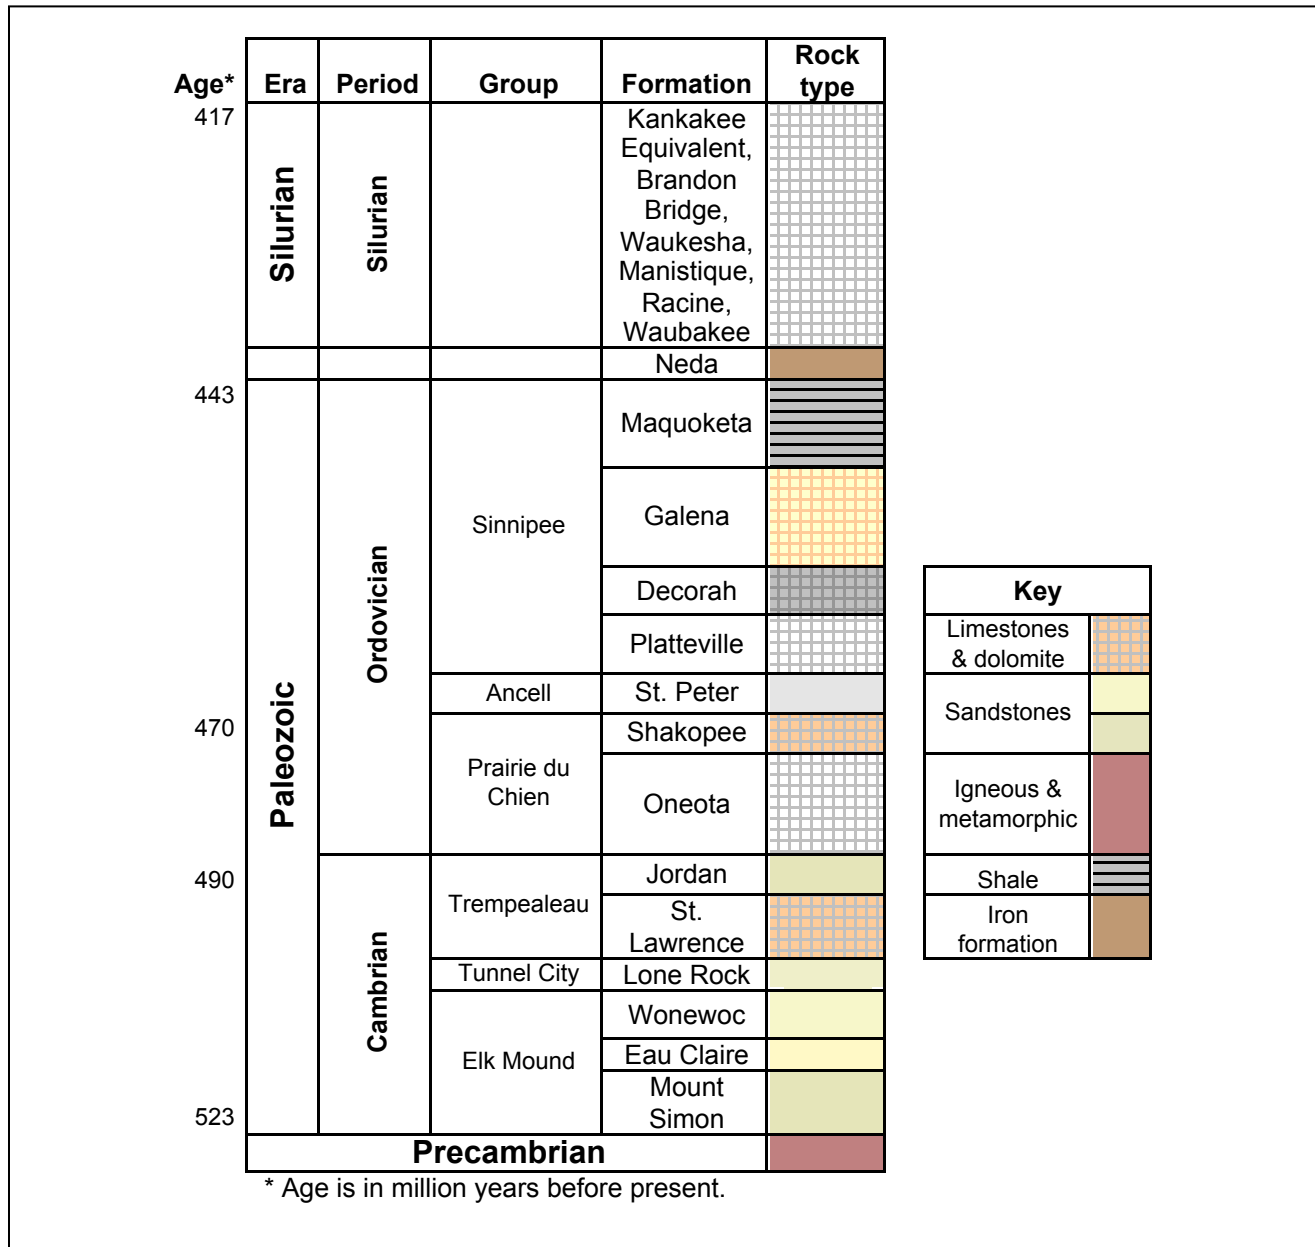 Age* Era Period Group Formation Rock
type
417
Silurian
Silurian
Kankakee
Equivalent,
Brandon
Bridge,
Waukesha,
Manistique,
Racine,
Waubakee
Neda
443
Paleozoic
Ordovician
Sinnipee
Maquoketa
Galena
Decorah
Platteville
Ancell
St. Peter
470
Prairie du
Chien
Shakopee
Oneota
490
Cambrian
Trempealeau
Jordan
St.
Lawrence
Tunnel City
Lone Rock
Elk Mound
Wonewoc
Eau Claire
Mount
Simon
523
Precambrian
* Age is in million years before present.
Key
Limestones
& dolomite
Sandstones
Igneous &
metamorphic
Shale
Iron
formation